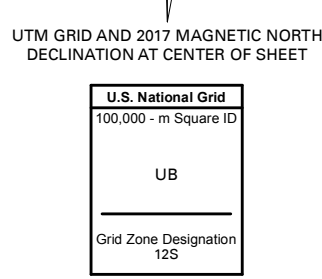 UTM GRID AND 2017 MAGNETIC NORTH
DECLINATION AT CENTER OF SHEET
U.S. National Grid
100,000 - m Square ID
UB
Grid Zone Designation
12S